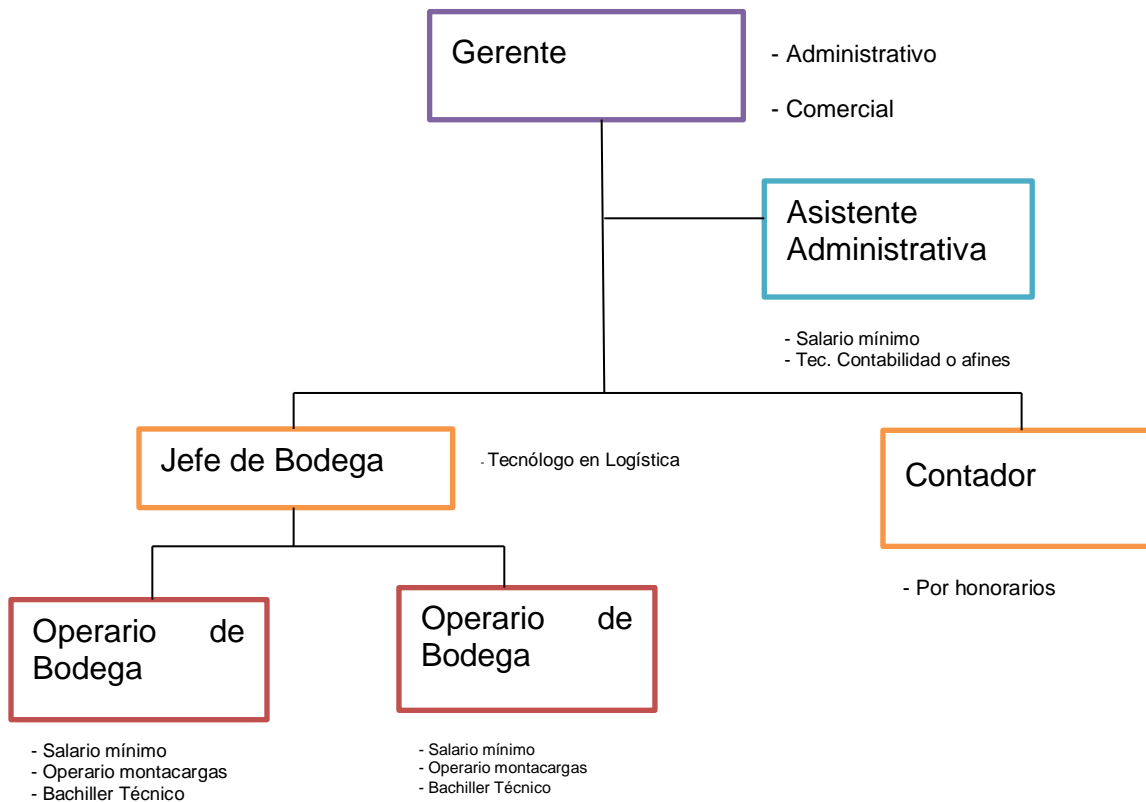 Gerente
- Administrativo
- Comercial
Asistente
Administrativa
- Salario mínimo
- Tec. Contabilidad o afines
Jefe de Bodega
- Tecnólogo en Logística
Contador
- Por honorarios
Operario de
Bodega
- Salario mínimo
- Operario montacargas
- Bachiller Técnico
Operario de
Bodega
- Salario mínimo
- Operario montacargas
- Bachiller Técnico